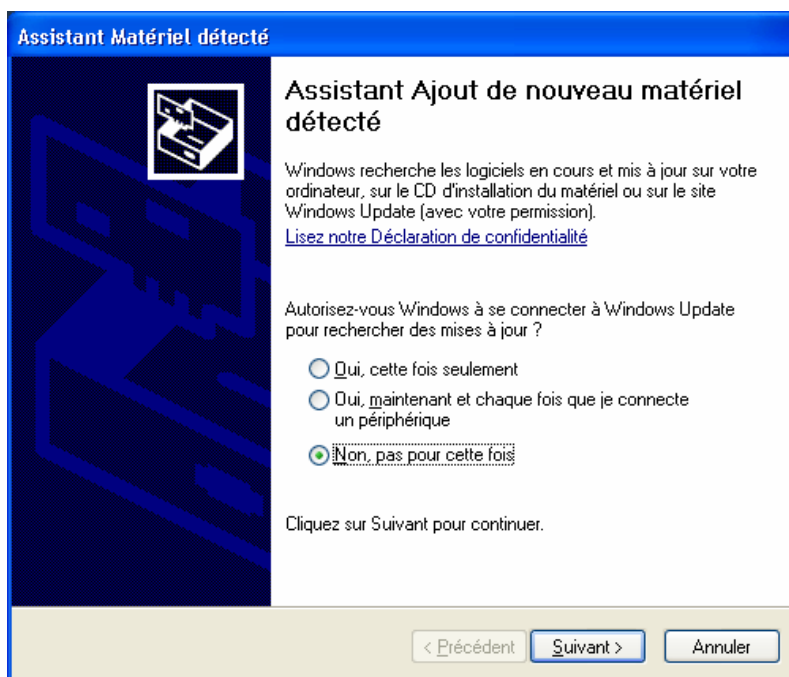 Assistant Matériel détecté
Assistant Ajout de nouveau matériel
détecté
Windows recherche les logiciels en cours et mis à jour sur votre
ordinateur, sur le CD d'installation du matériel ou sur le site
Windows Update (avec votre permission).
Lisez notre Déclaration de confidentialité
Autorisez-vous Windows à se connecter à Windows Update
pour rechercher des mises à jour ?
Oui, cette fois seulement
Oui, maintenant et chaque fois que je connecte
un périphérique
Non, pas pour cette fois
Cliquez sur Suivant pour continuer.
< Précédent Suivant > Annuler